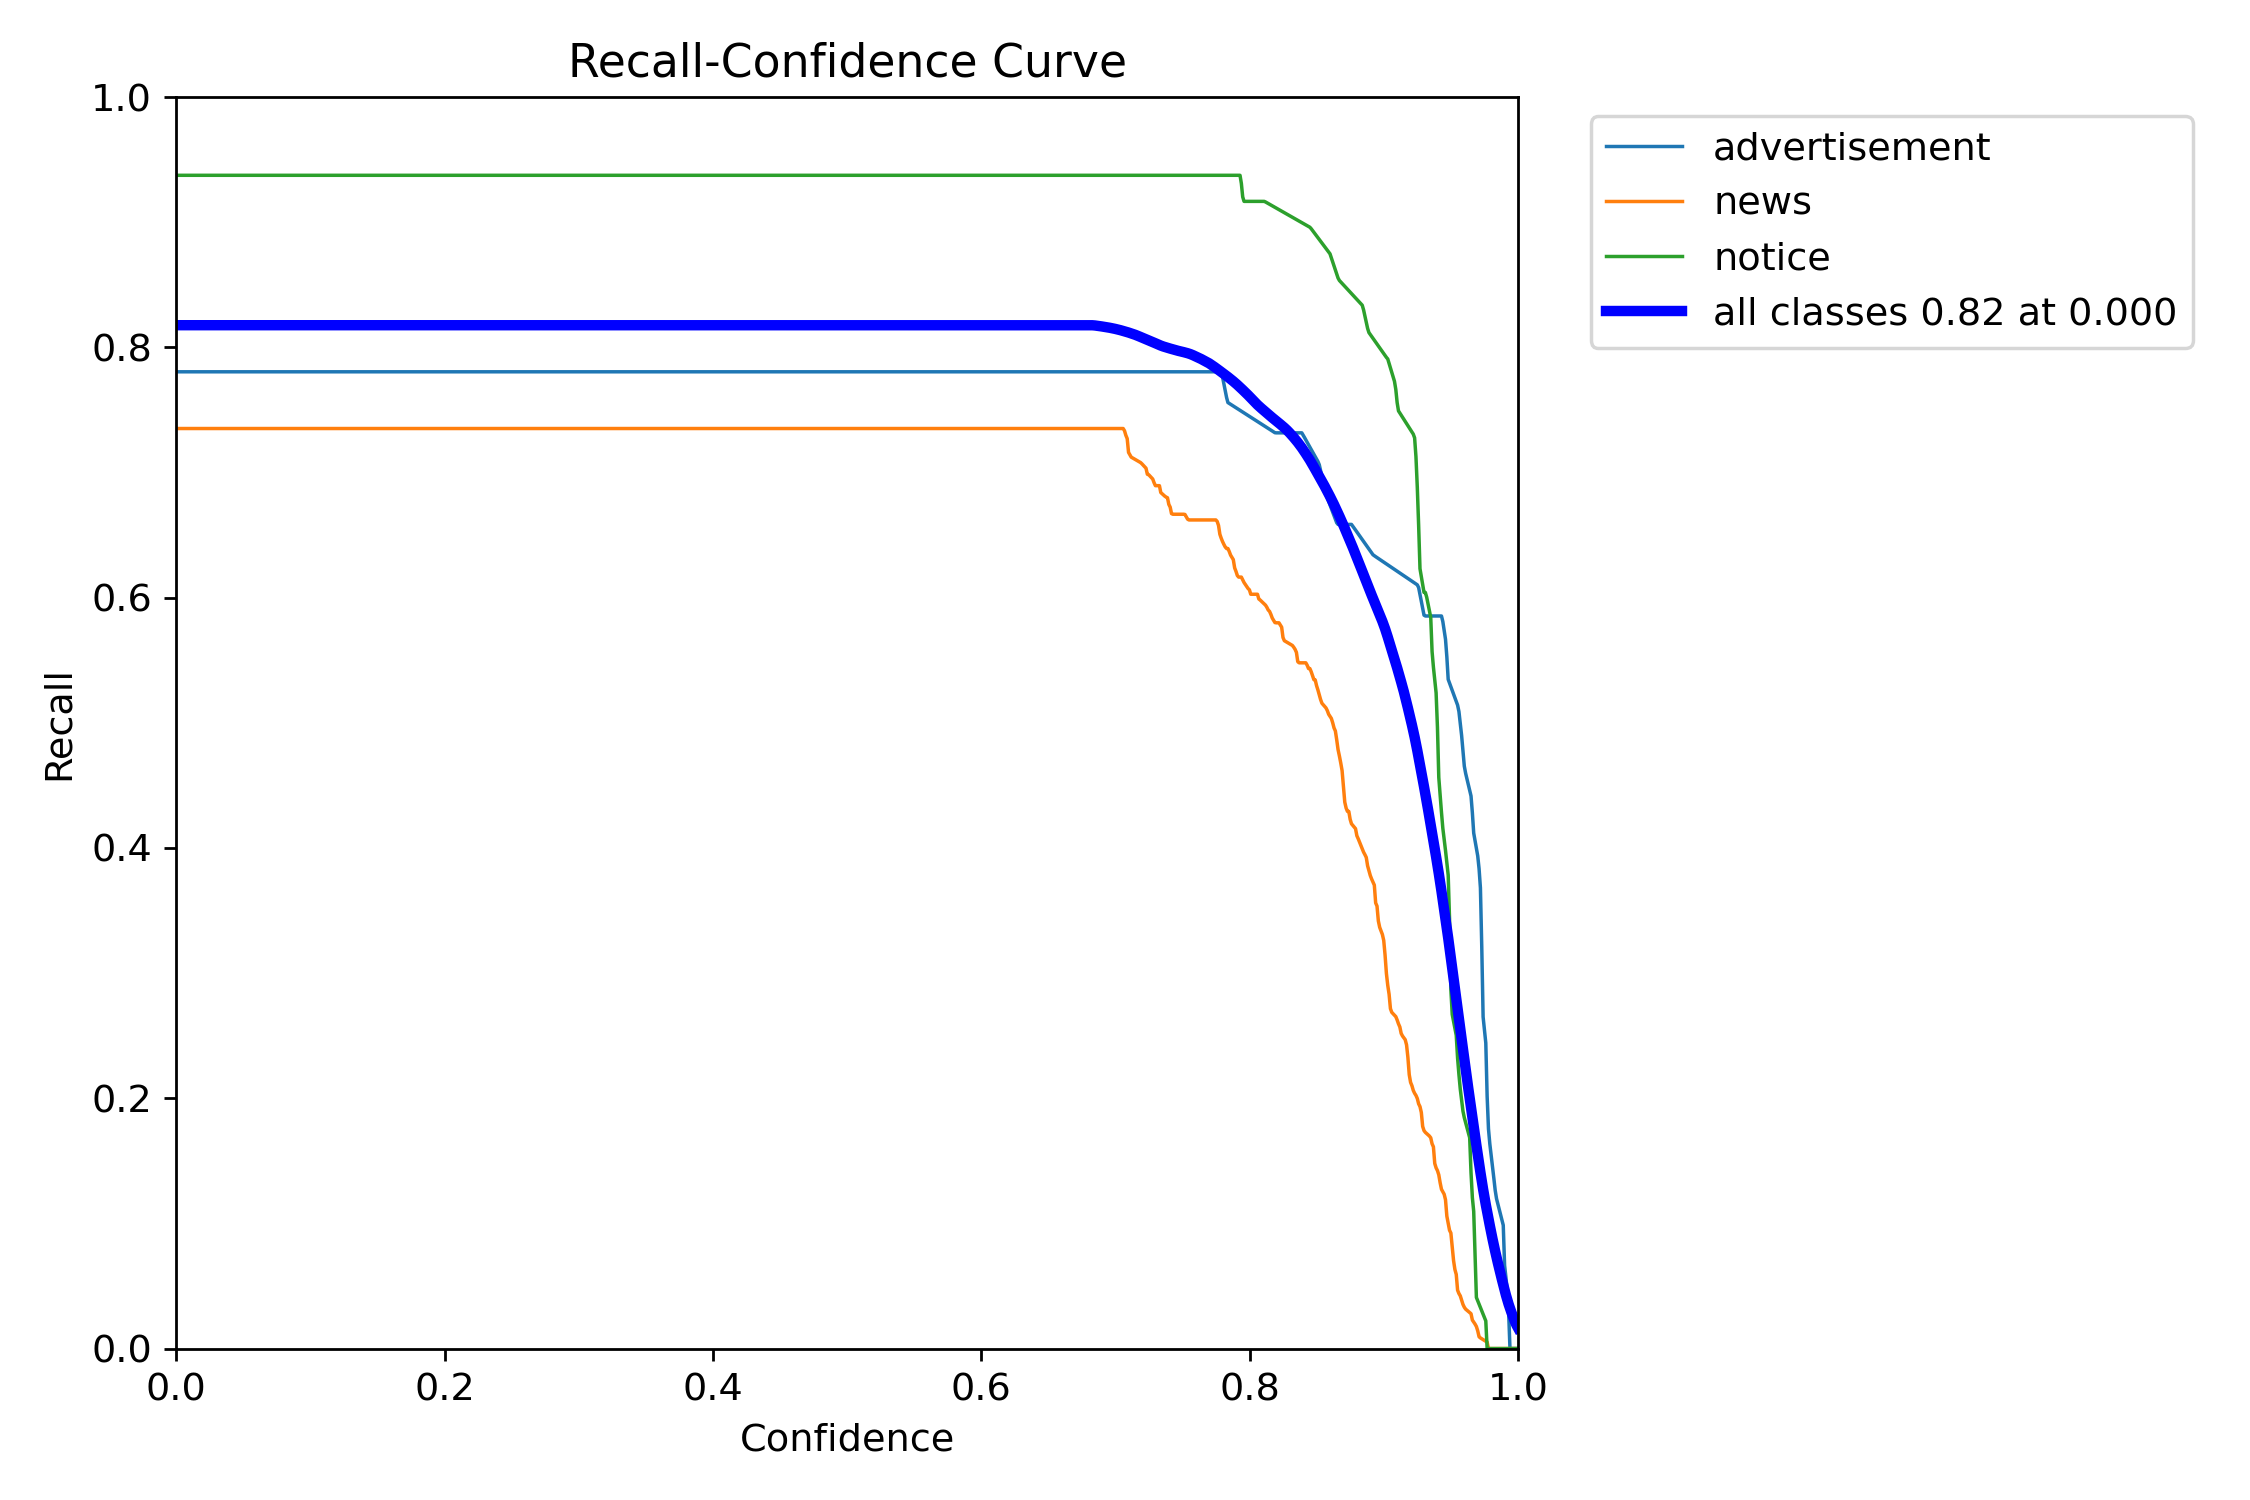 Recall-Confidence Curve
1.0
0.8
0.6
0.4
0.2
0.0
Recall
0.0 0.2 0.4 0.6 0.8 1.0
Confidence
advertisement
news
notice
all classes 0.82 at 0.000